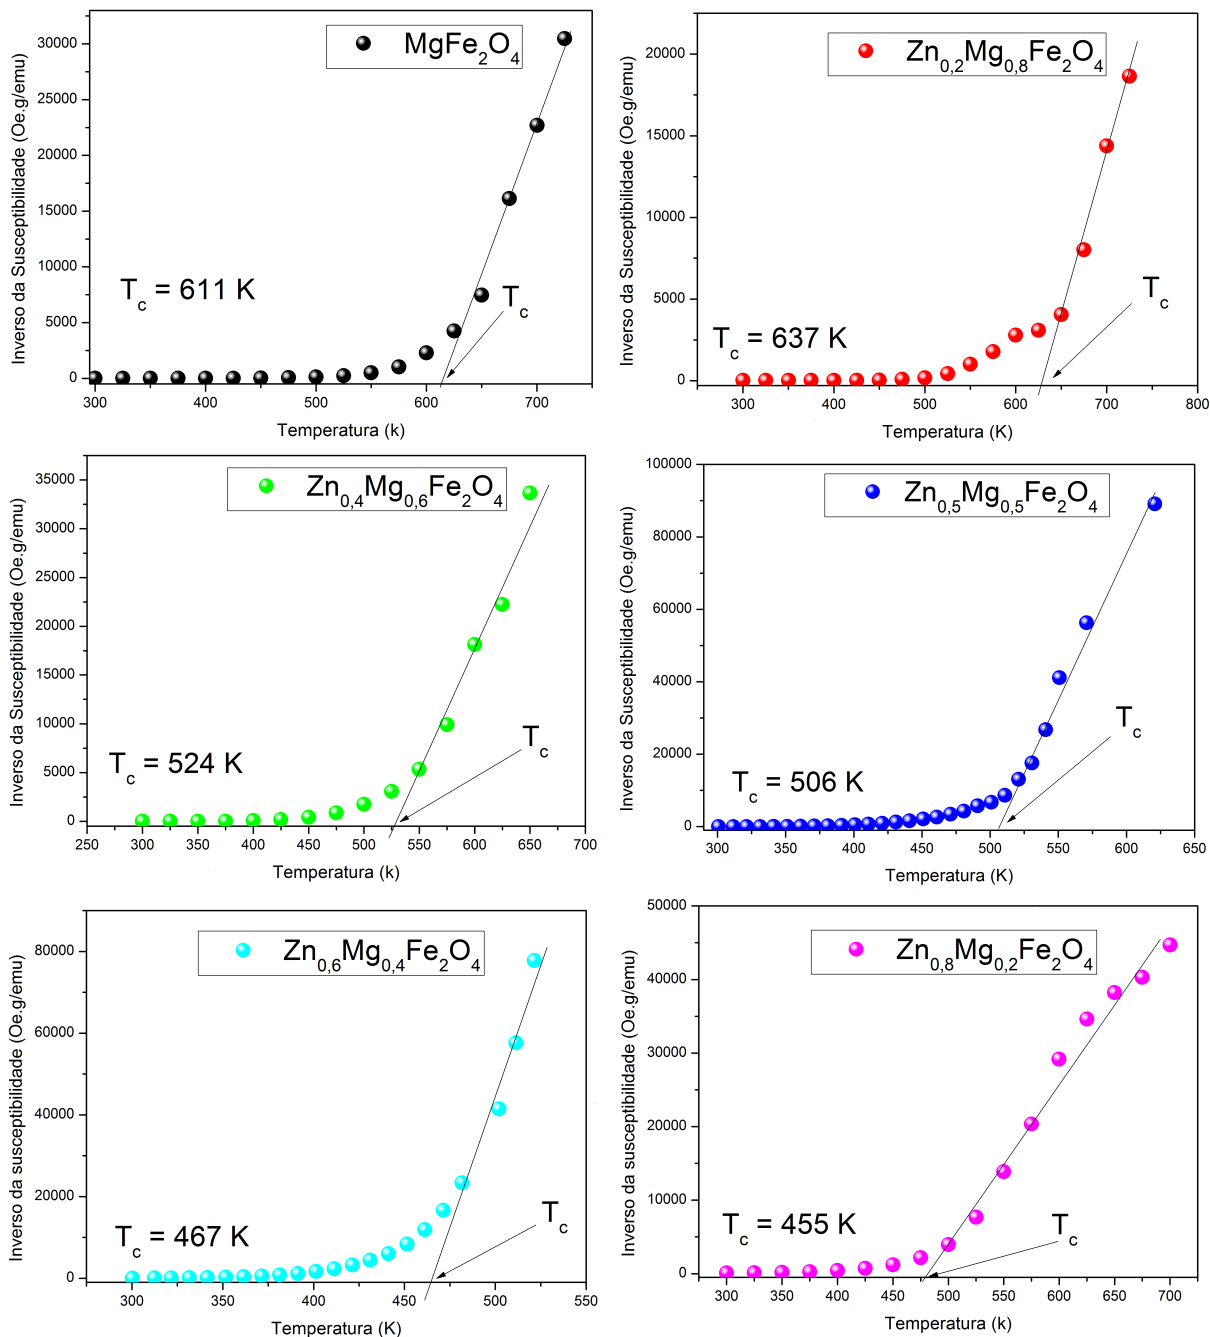 MgFe2O4
Inverso da Susceptibilidade (Oe.g/emu)
30000
25000
20000
15000
10000
5000
0
Tc = 611 K
Tc
300 400 500 600 700
Temperatura (k)
Zn0,2Mg0,8Fe2O4
Inverso da Susceptibilidade (Oe.g/emu)
20000
15000
10000
5000
0
Tc = 637 K
Tc
300 400 500 600 700 800
Temperatura (K)
Zn0,4Mg0,6Fe2O4
Inverso da Susceptibilidade (Oe.g/emu)
35000
30000
25000
20000
15000
10000
5000
0
Tc = 524 K
Tc
250 300 350 400 450 500 550 600 650 700
Temperatura (k)
Zn0,5Mg0,5Fe2O4
Inverso da Susceptibilidade (Oe.g/emu)
100000
80000
60000
40000
20000
0
Tc = 506 K
Tc
300 350 400 450 500 550 600 650
Temperatura (K)
Zn0,6Mg0,4Fe2O4
Inverso da susceptibilidade (Oe.g/emu)
80000
60000
40000
20000
0
Tc = 467 K
Tc
300 350 400 450 500 550
Temperatura (K)
Zn0,8Mg0,2Fe2O4
Inverso da susceptibilidade (Oe.g/emu)
50000
40000
30000
20000
10000
0
Tc = 455 K
Tc
300 350 400 450 500 550 600 650 700
Temperatura (k)